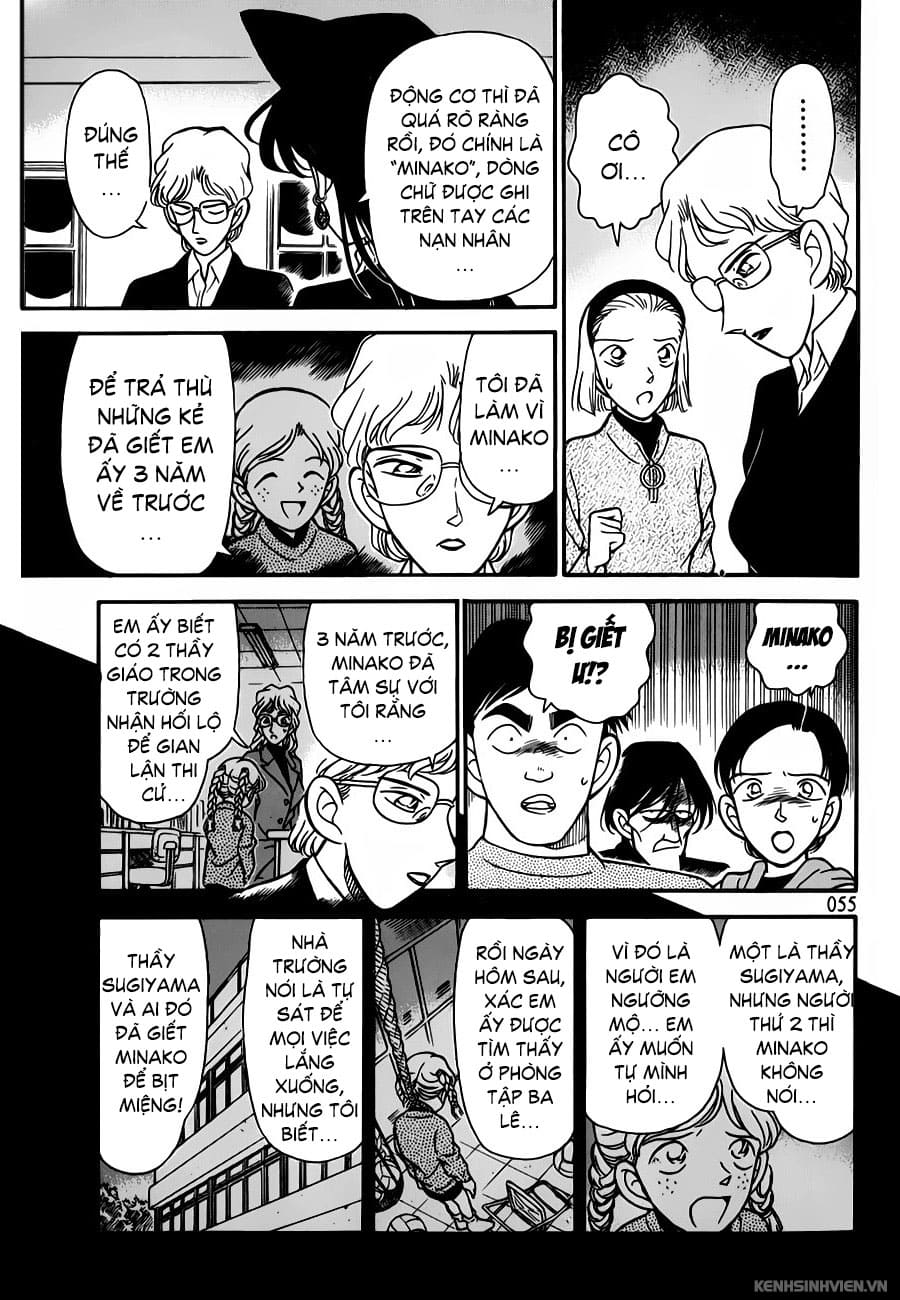 .........
CÔ
ƠI...
ĐỘNG CƠ THÌ ĐÃ
QUÁ RÕ RÀNG
RỒI, ĐÓ CHÍNH LÀ
"MINAKO", DÒNG
CHỮ ĐƯỢC GHI
TRÊN TAY CÁC
NẠN NHÂN
...
ĐÚNG
THẾ
...
TÔI ĐÃ
LÀM VÌ
MINAKO
...
ĐỂ TRẢ THÙ
NHỮNG KẺ
ĐÃ GIẾT EM
ẤY 3 NĂM
VỀ TRƯỚC
...
MINAKO
...
BỊ GIẾT
Ư!?
3 NĂM TRƯỚC,
MINAKO ĐÃ
TÂM SỰ VỚI
TÔI RẰNG
...
EM ẤY BIẾT
CÓ 2 THẦY
GIÁO TRONG
TRƯỜNG
NHẬN HỐI LỘ
ĐỂ GIAN
LẬN THI
CỬ...
055
MỘT LÀ THẦY
SUGIYAMA,
NHƯNG NGƯỜI
THỨ 2 THÌ
MINAKO
KHÔNG
NÓI...
VÌ ĐÓ LÀ
NGƯỜI EM
NGƯỠNG
MỘ... EM
ẤY MUỐN
TỰ MÌNH
HỎI...
RỒI NGÀY
HÔM SAU,
XÁC EM
ẤY ĐƯỢC
TÌM THẤY
Ở PHÒNG
TẬP BA
LÊ...
NHÀ
TRƯỜNG
NÓI LÀ TỰ
SÁT ĐỂ
MỌI VIỆC
LẮNG
XUỐNG,
NHƯNG TÔI
BIẾT...
THẦY
SUGIYAMA
VÀ AI ĐÓ
ĐÃ GIẾT
MINAKO
ĐỂ BỊT
MIỆNG!
KENHSINHVIEN.VN